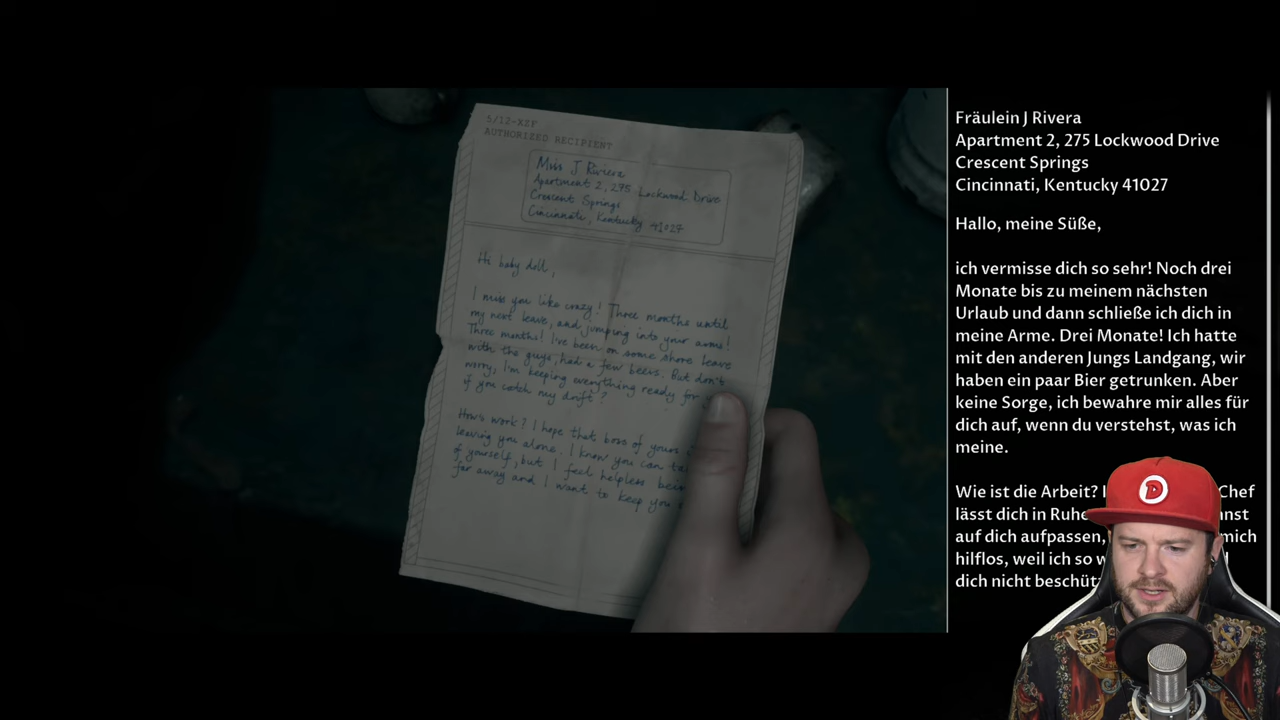 5/12-XZF
AUTHORIZED RECIPIENT
Miss J Riviera
Apartment 2, 275 Lockwood Drive
Crescent Springs
Cincinnati, Kentucky 41027
Hi baby doll,
I miss you like crazy! Three months until
my next leave, and jumping into your arms!
Three months! I've been on some shore leave
with the guys, had a few beers. But don't
worry, I'm keeping everything ready for
if you catch my drift?
How's work? I hope that boss of yours
leaving you alone. I know you can
of yourself, but I feel helpless
far away and I want to keep you
Fräulein J Rivera
Apartment 2, 275 Lockwood Drive
Crescent Springs
Cincinnati, Kentucky 41027
Hallo, meine Süße,
ich vermisse dich so sehr! Noch drei
Monate bis zu meinem nächsten
Urlaub und dann schließe ich dich in
meine Arme. Drei Monate! Ich hatte
mit den anderen Jungs Landgang, wir
haben ein paar Bier getrunken. Aber
keine Sorge, ich bewahre mir alles für
dich auf, wenn du verstehst, was ich
meine.
Wie ist die Arbeit? Chef
lässt dich in Ruhe
auf dich aufpassen, mich
hilflos, weil ich so
dich nicht
D